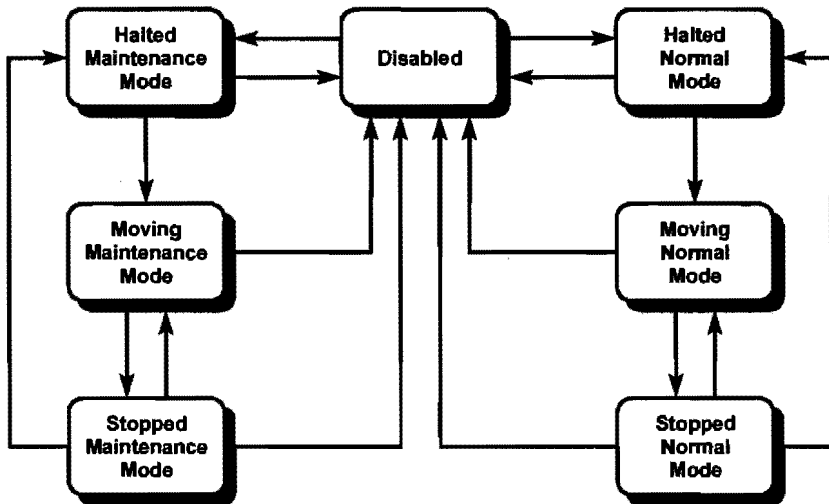 Halted
Maintenance
Mode
Disabled
Halted
Normal
Mode
Moving
Maintenance
Mode
Moving
Normal
Mode
Stopped
Maintenance
Mode
Stopped
Normal
Mode